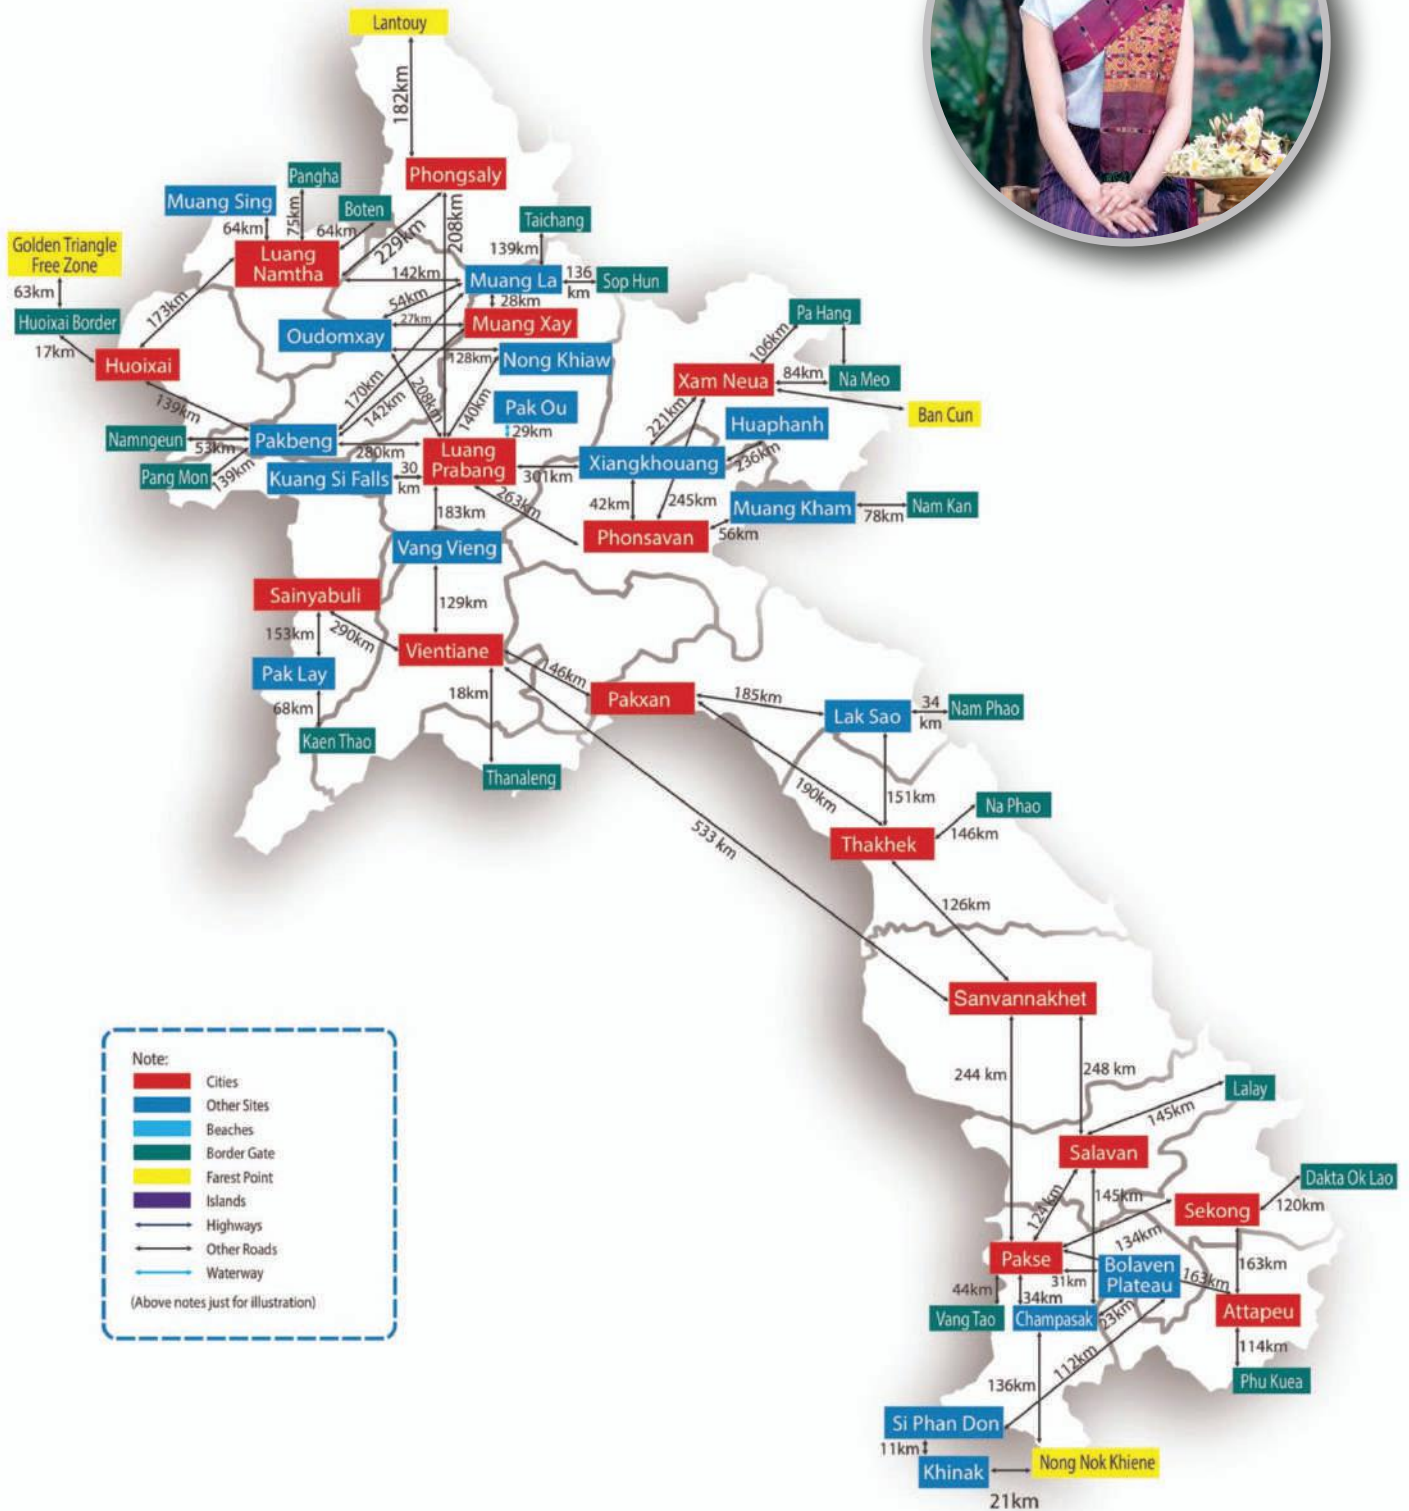 Lantouy
182km
Phongsaly
Pangha
Muang Sing
75km
Boten
64km
64km
229km
208km
Taichang
139km
Golden Triangle
Free Zone
Luang
Namtha
142km
Muang La
136
km
Sop Hun
63km
173km
54km
28km
Huoixai Border
27km
Muang Xay
Pa Hang
Oudomxay
17km
Huoixai
128km
Nong Khiaw
106km
Xam Neua
84km
Na Meo
170km
142km
208km
140km
139km
Pak Ou
29km
221km
Ban Cun
Huaphanh
Namngeun
53km
Pakbeng
280km
Luang
Prabang
301km
Xiangkhouang
236km
Pang Mon
139km
Kuang Si Falls
30
km
263km
42km
245km
183km
Muang Kham
78km
Nam Kan
Phonsavan
56km
Vang Vieng
Sainyabuli
129km
153km
290km
Vientiane
Pak Lay
146km
18km
Pakxan
185km
Lak Sao
34
km
Nam Phao
68km
Kaen Thao
Thanaleng
190km
151km
Na Phao
146km
533 km
Thakhek
126km
Sanvannakhet
244 km
248 km
Lalay
145km
Salavan
Dakta Ok Lao
120km
124 km
145km
Sekong
134km
Pakse
Bolaven
Plateau
163km
163km
31km
44km
34km
Vang Tao
Champasak
23km
Attapeu
112km
114km
136km
Phu Kuea
Si Phan Don
11km
Khinak
Nong Nok Khiene
21km
Note:
Cities
Other Sites
Beaches
Border Gate
Farest Point
Islands
Highways
Other Roads
Waterway
(Above notes just for illustration)